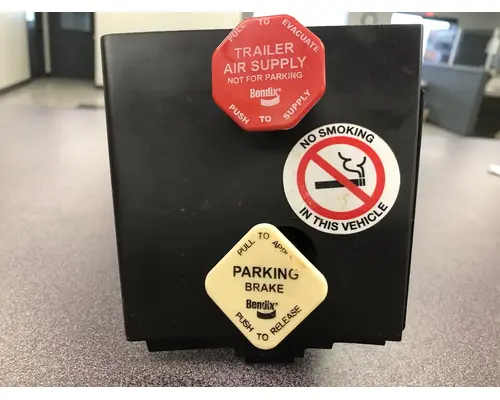 PULL TO EVACUATE
TRAILER
AIR SUPPLY
NOT FOR PARKING
Bendix®
PUSH TO SUPPLY
NO SMOKING
IN THIS VEHICLE
PULL TO
PARKING
BRAKE
Bendix®
PUSH TO RELEASE